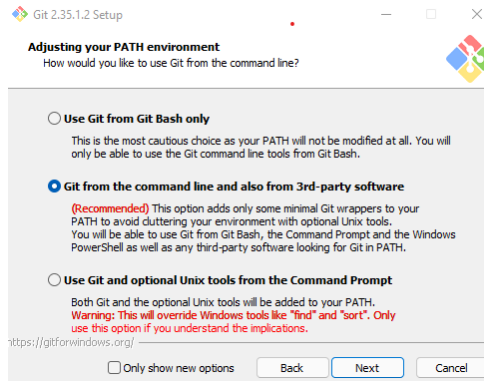 Git 2.35.1.2 Setup
Adjusting your PATH environment
How would you like to use Git from the command line?
Use Git from Git Bash only
This is the most cautious choice as your PATH will not be modified at all. You will
only be able to use the Git command line tools from Git Bash.
Git from the command line and also from 3rd-party software
(Recommended) This option adds only some minimal Git wrappers to your
PATH to avoid cluttering your environment with optional Unix tools.
You will be able to use Git from Git Bash, the Command Prompt and the Windows
PowerShell as well as any third-party software looking for Git in PATH.
Use Git and optional Unix tools from the Command Prompt
Both Git and the optional Unix tools will be added to your PATH.
Warning: This will override Windows tools like "find" and "sort". Only
use this option if you understand the implications.
https://gitforwindows.org/
Only show new options
Back
Next
Cancel